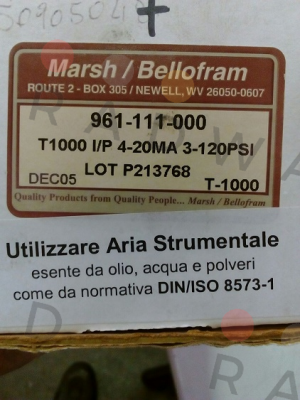 50905047
Marsh / Bellofram
ROUTE 2 - BOX 305 / NEWELL, WV 26050-0607
961-111-000
T1000 I/P 4-20MA 3-120PSI
LOT P213768
DEC05
T-1000
Quality Products from Quality People... Marsh / Bellofram
Utilizzare Aria Strumentale
esente da olio, acqua e polveri
come da normativa DIN/ISO 8573-1